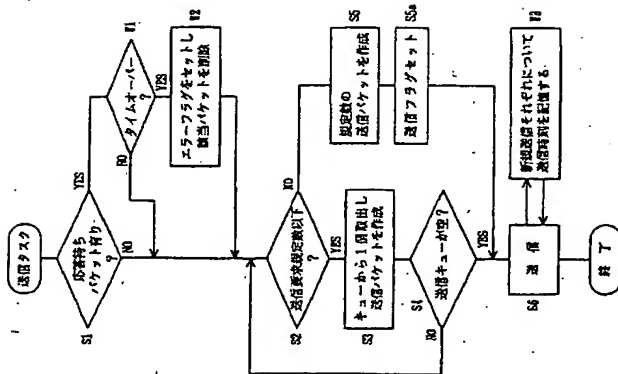 送信タスク
S1
応答待ち
パケット有り
?
YES
NO
W1
タイムオーバー
?
YES
NO
W2
エラーフラグをセットし
該当パケットを削除
S2
送信要求規定数以下
?
NO
YES
S5
規定数の
送信パケットを作成
S5a
送信フラグセット
S3
キューから1個取出し
送信パケットを作成
S4
送信キューが空?
NO
YES
S6
送信
W3
新規送信それぞれについて
送信時刻を記憶する
終了